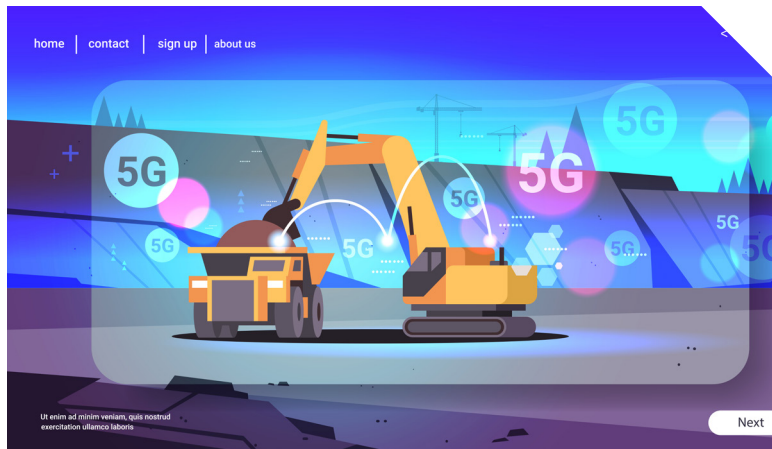 home
contact
sign up
about us
<
5G
5G
5G
5G
5G
5G
5G
5G
5G
Ut enim ad minim veniam, quis nostrud
exercitation ullamco laboris
Next